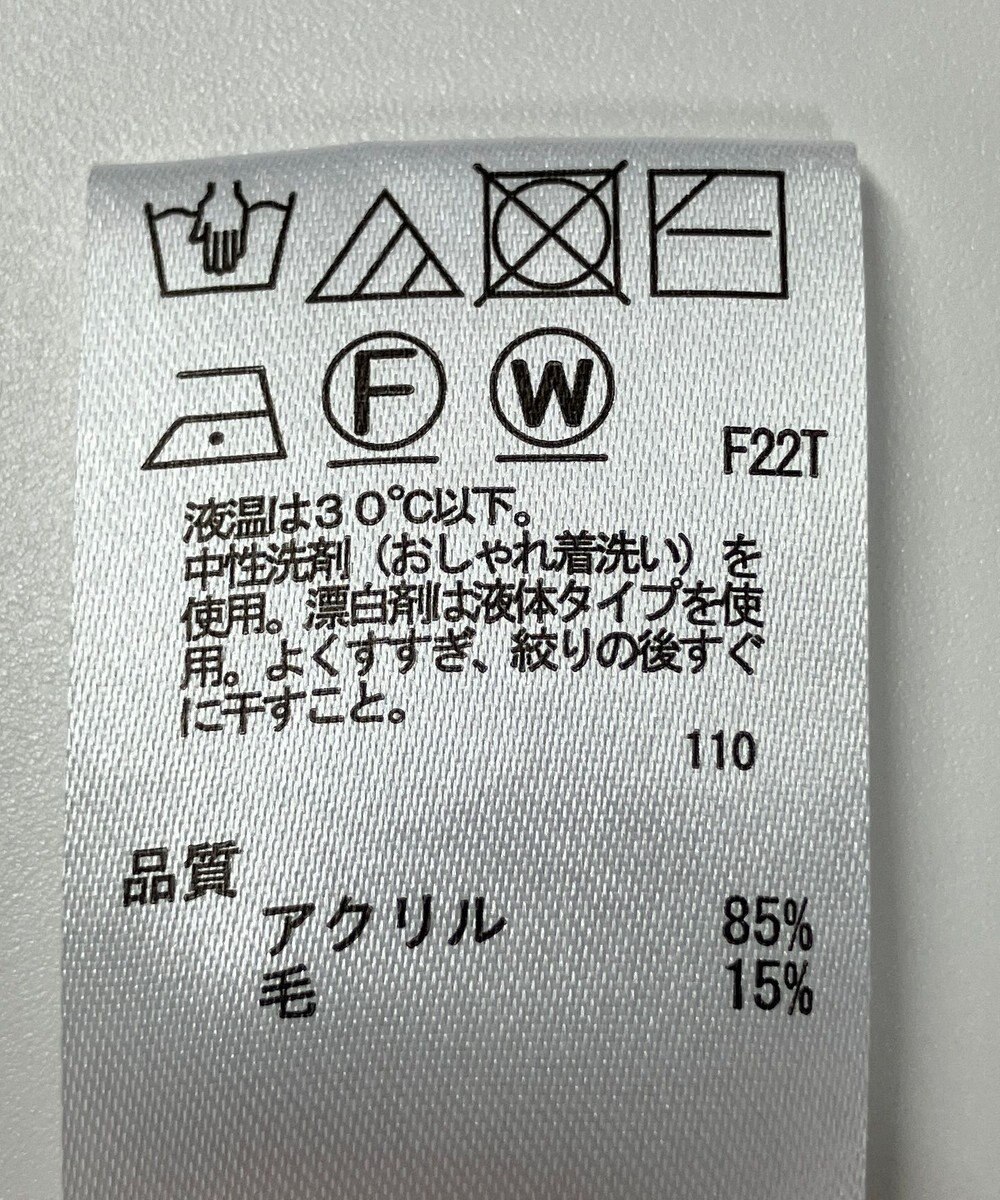 F W
F22T
液温は３０℃以下。
中性洗剤（おしゃれ着洗い）を
使用。漂白剤は液体タイプを使
用。よくすすぎ、絞りの後すぐ
に干すこと。
110
品質
アクリル 85%
毛 15%